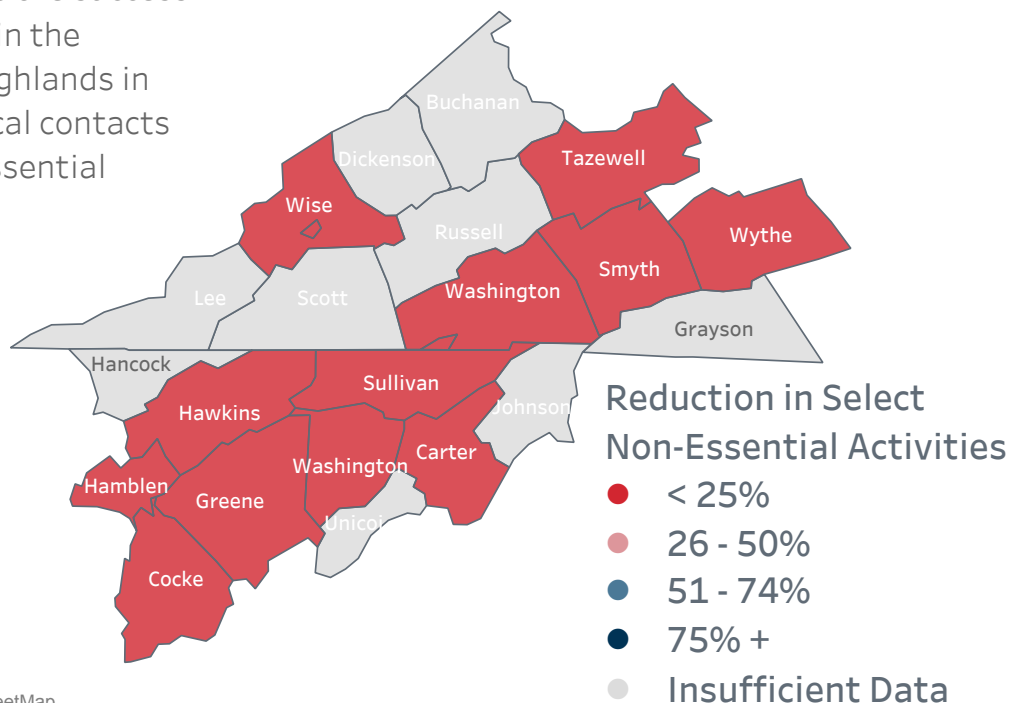 in the
ghlands in
cal contacts
ssential
Buchanan
Dickenson
Tazewell
Wise
Russell
Wythe
Smyth
Lee
Scott
Washington
Grayson
Hancock
Sullivan
Hawkins
Johnson
Washington
Carter
Hamblen
Greene
Unicoi
Cocke
Reduction in Select
Non-Essential Activities
< 25%
26 - 50%
51 - 74%
75% +
Insufficient Data
eetMap